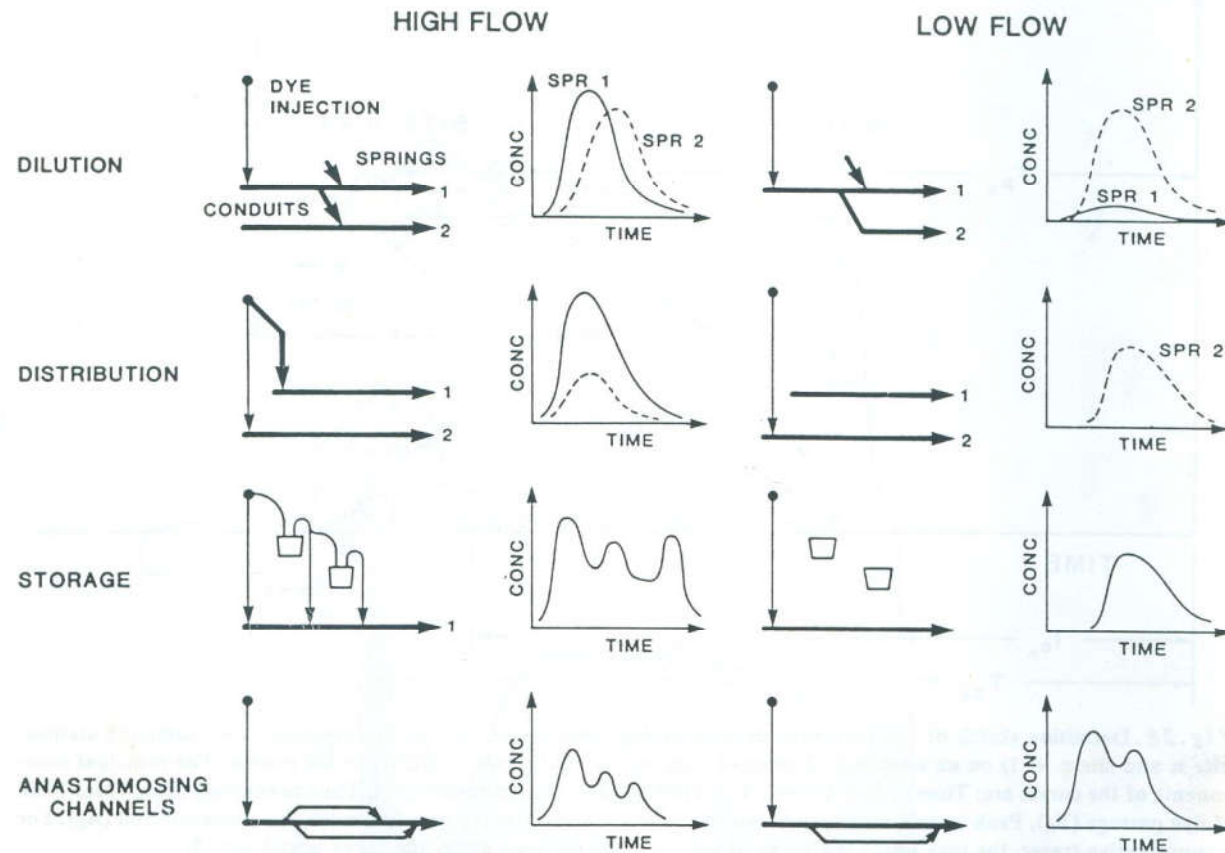 HIGH FLOW
LOW FLOW
DILUTION
DYE
INJECTION
SPRINGS
CONDUITS
1
2
CONC
SPR 1
SPR 2
TIME
1
2
CONC
SPR 2
SPR 1
TIME
DISTRIBUTION
1
2
CONC
TIME
1
2
CONC
SPR 2
TIME
STORAGE
1
CONC
TIME
CONC
TIME
ANASTOMOSING
CHANNELS
CONC
TIME
CONC
TIME